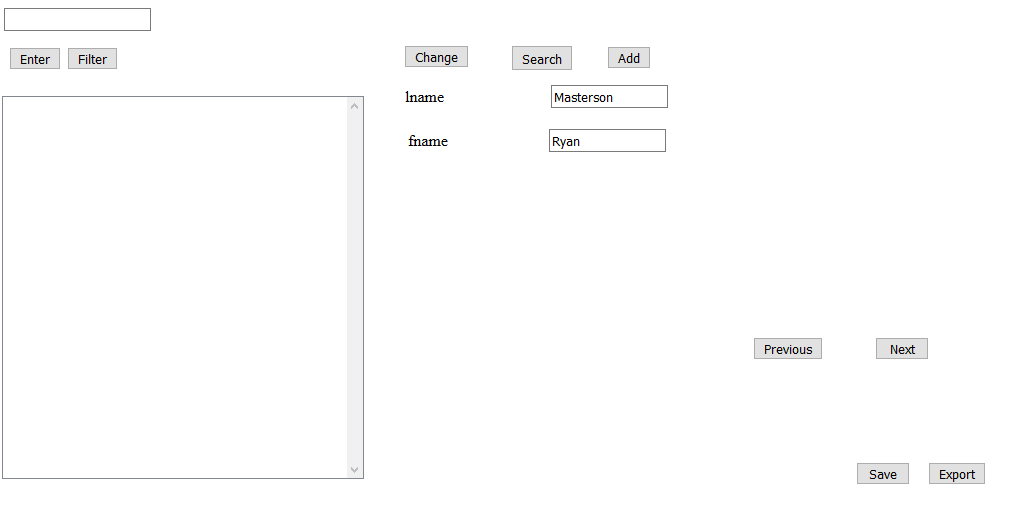 Enter Filter
Change Search Add
lname Masterson
fname Ryan
Previous Next
Save Export